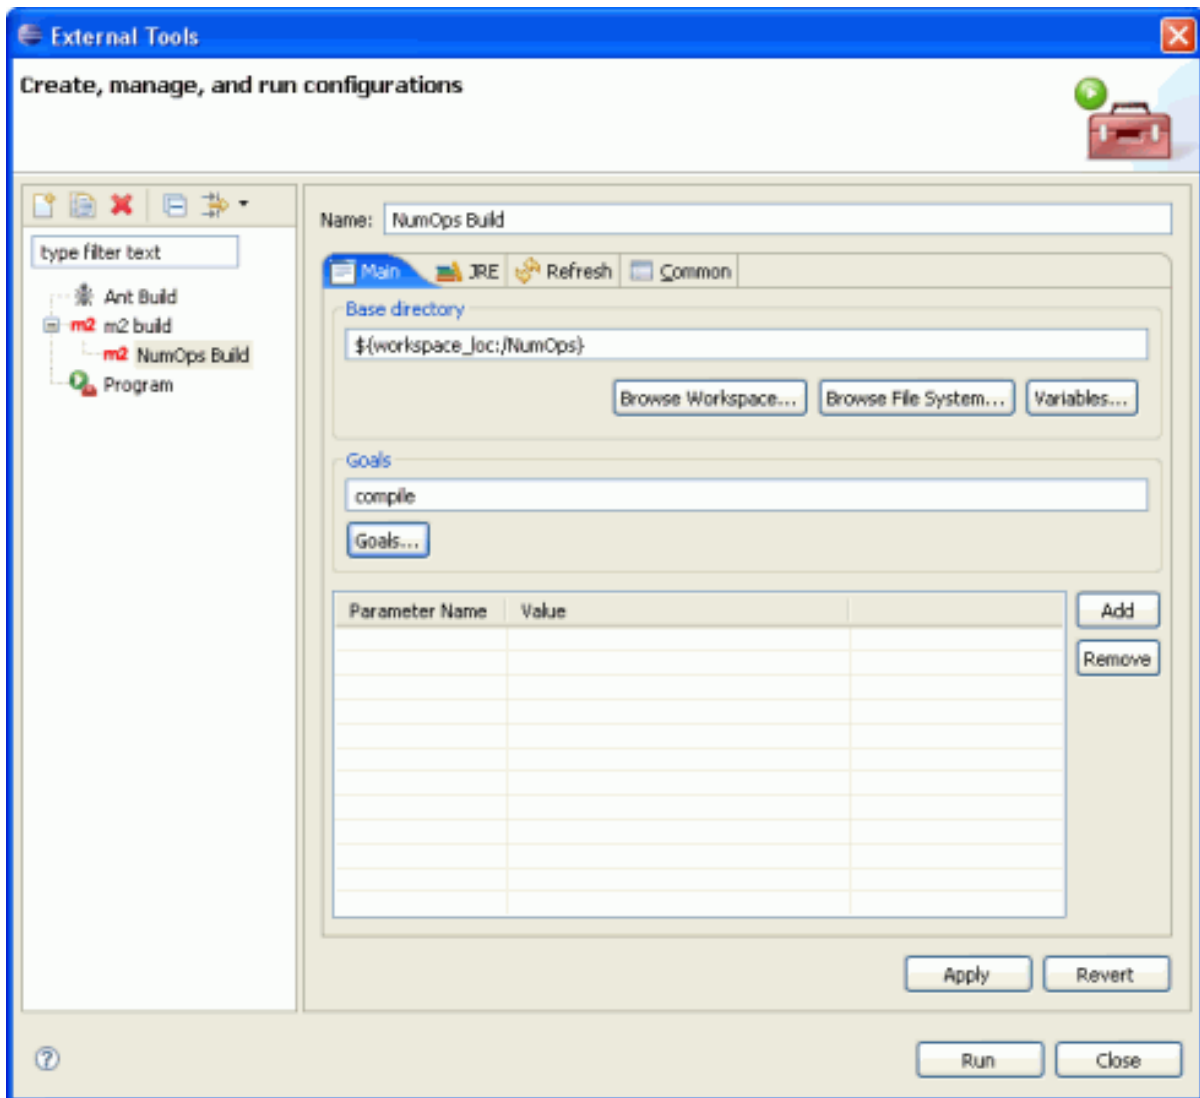 External Tools
Create, manage, and run configurations
type filter text
Ant Build
m2 m2 build
m2 NumOps Build
Program
Name: NumOps Build
Main JRE Refresh Common
Base directory
${workspace_loc:/NumOps}
Browse Workspace... Browse File System... Variables...
Goals
compile
Goals...
Parameter Name Value
Add
Remove
Apply Revert
? Run Close